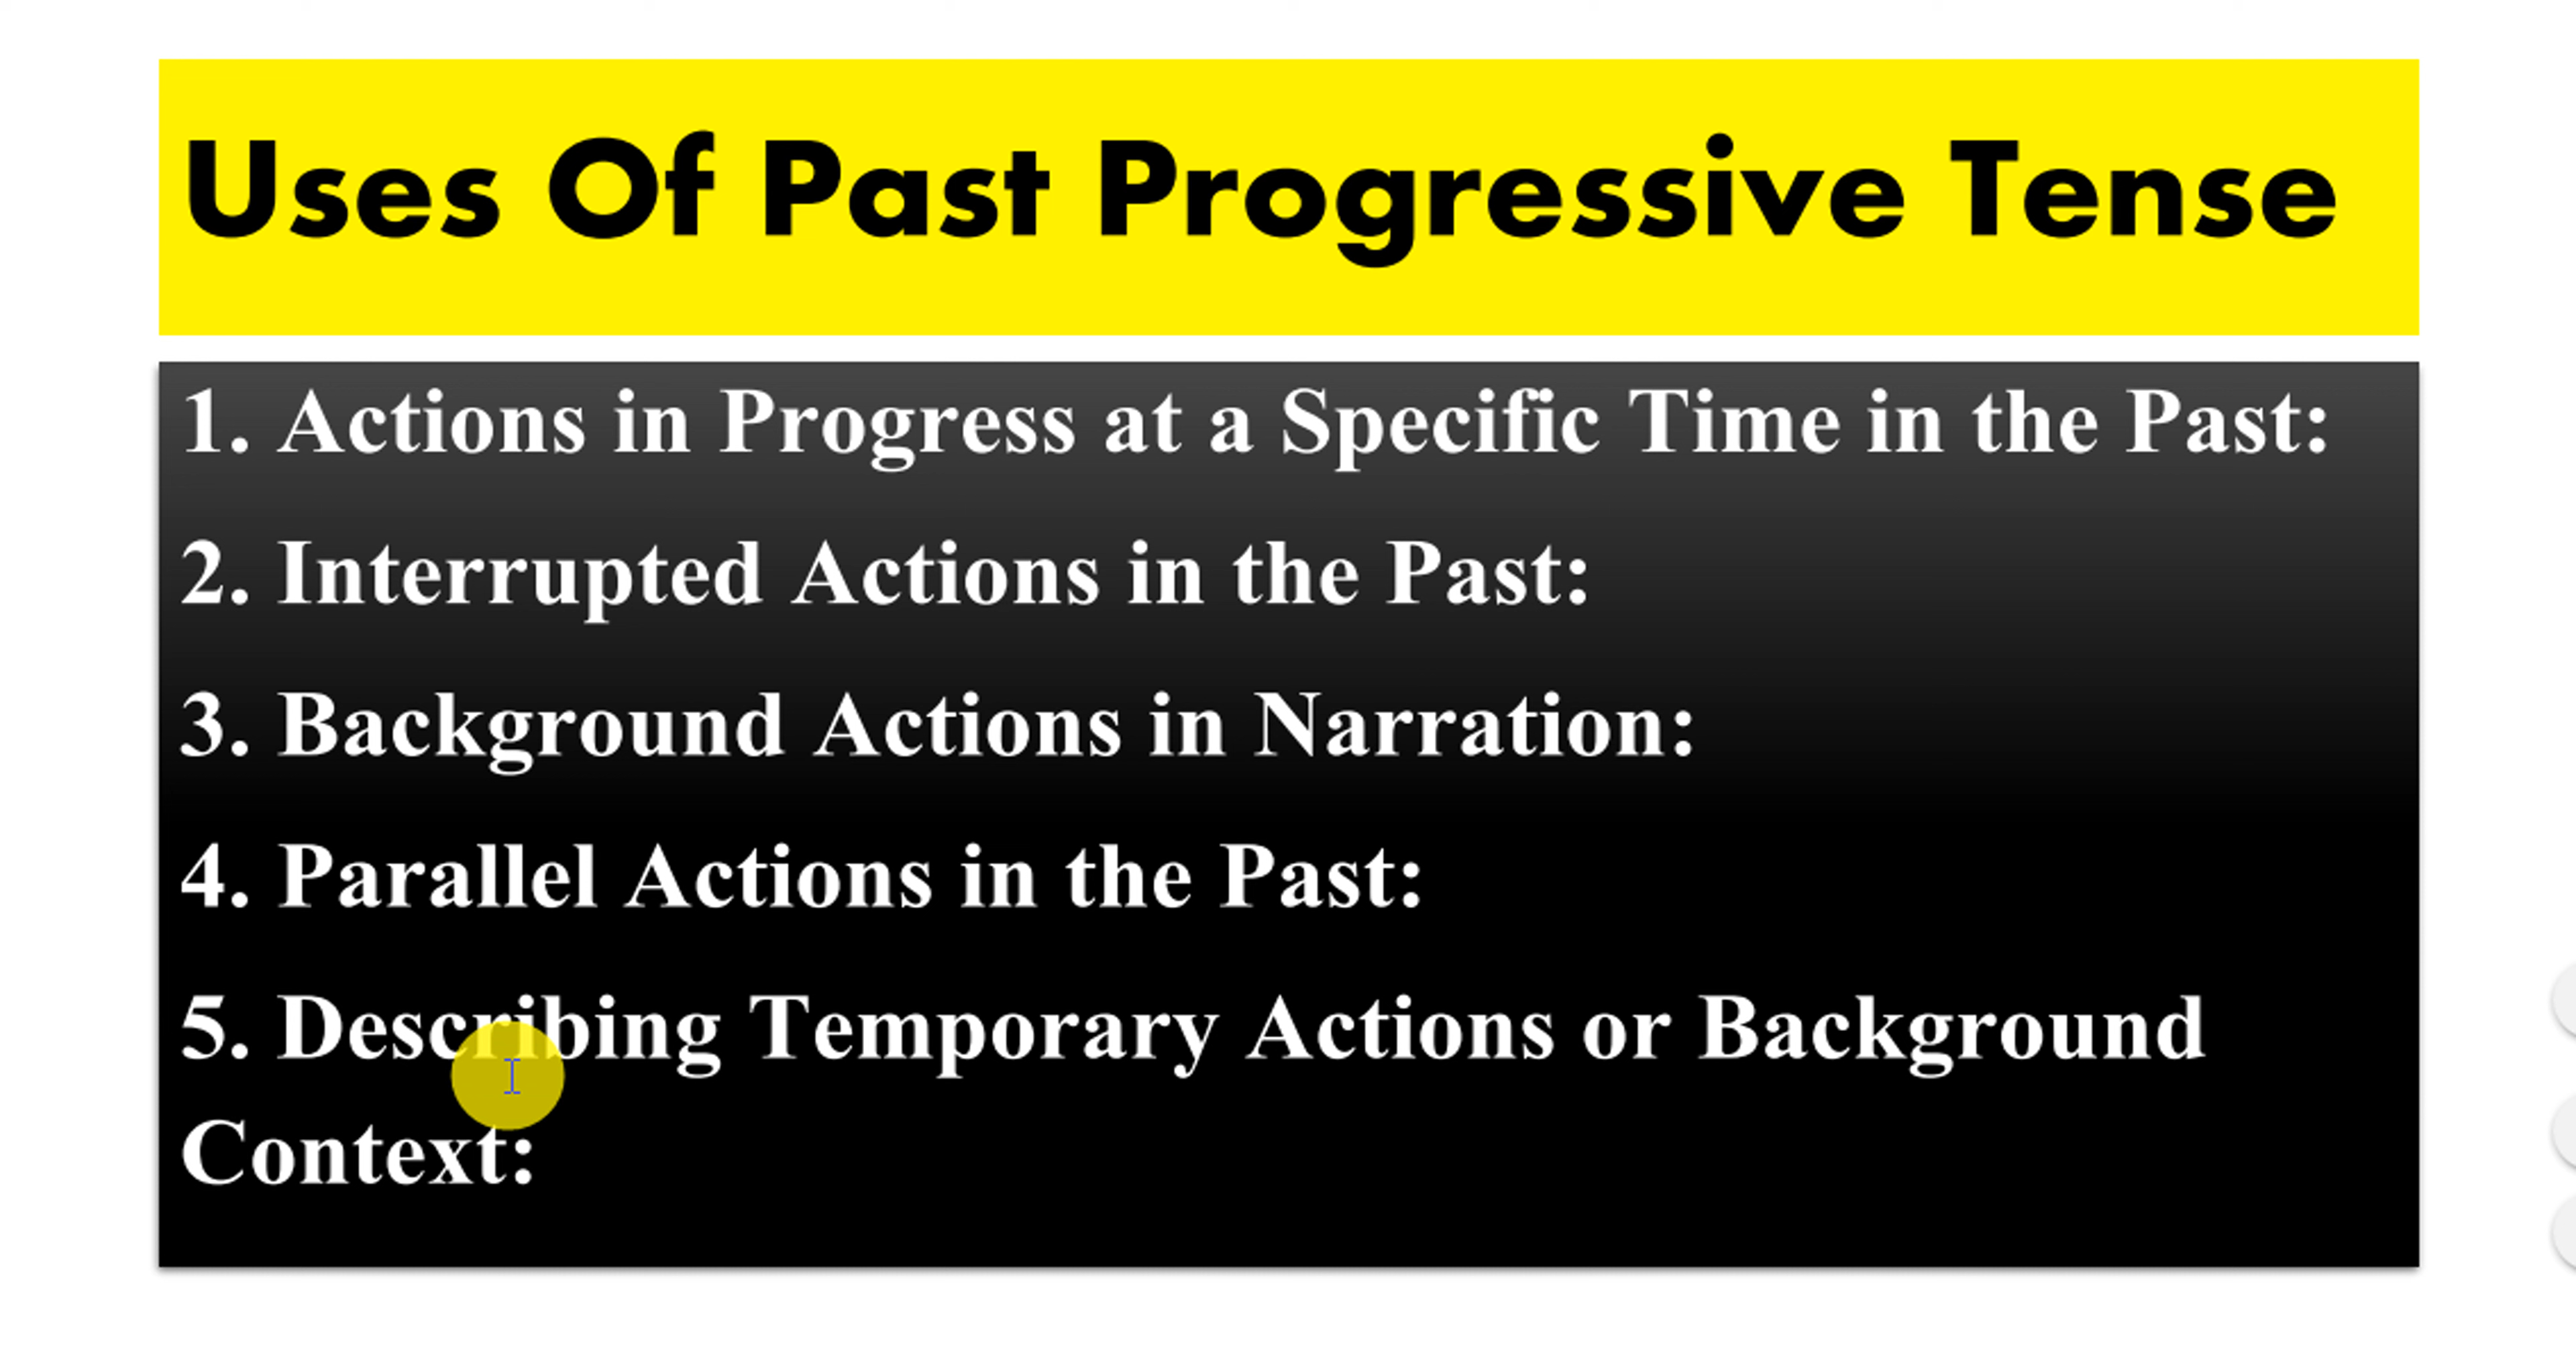 Uses Of Past Progressive Tense
1. Actions in Progress at a Specific Time in the Past:
2. Interrupted Actions in the Past:
3. Background Actions in Narration:
4. Parallel Actions in the Past:
5. Describing Temporary Actions or Background
Context: